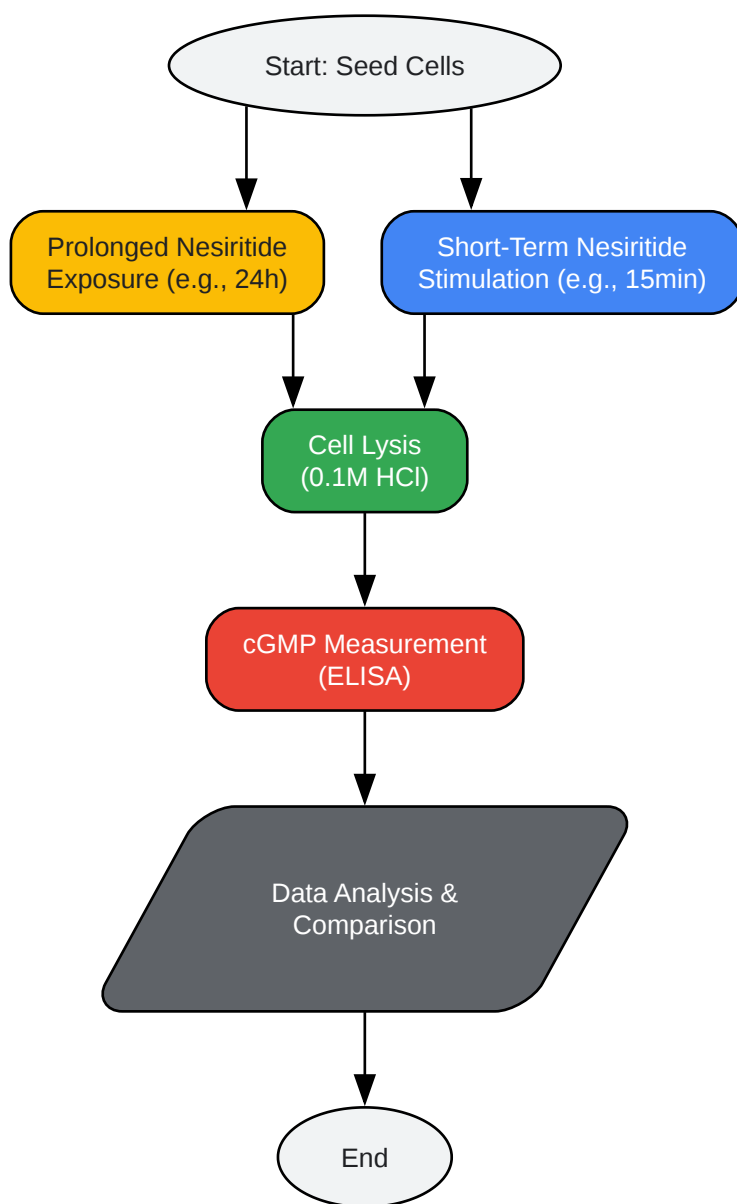 Start: Seed Cells
Prolonged Nesiritide
Exposure (e.g., 24h)
Short-Term Nesiritide
Stimulation (e.g., 15min)
Cell Lysis
(0.1M HCl)
cGMP Measurement
(ELISA)
Data Analysis &
Comparison
End